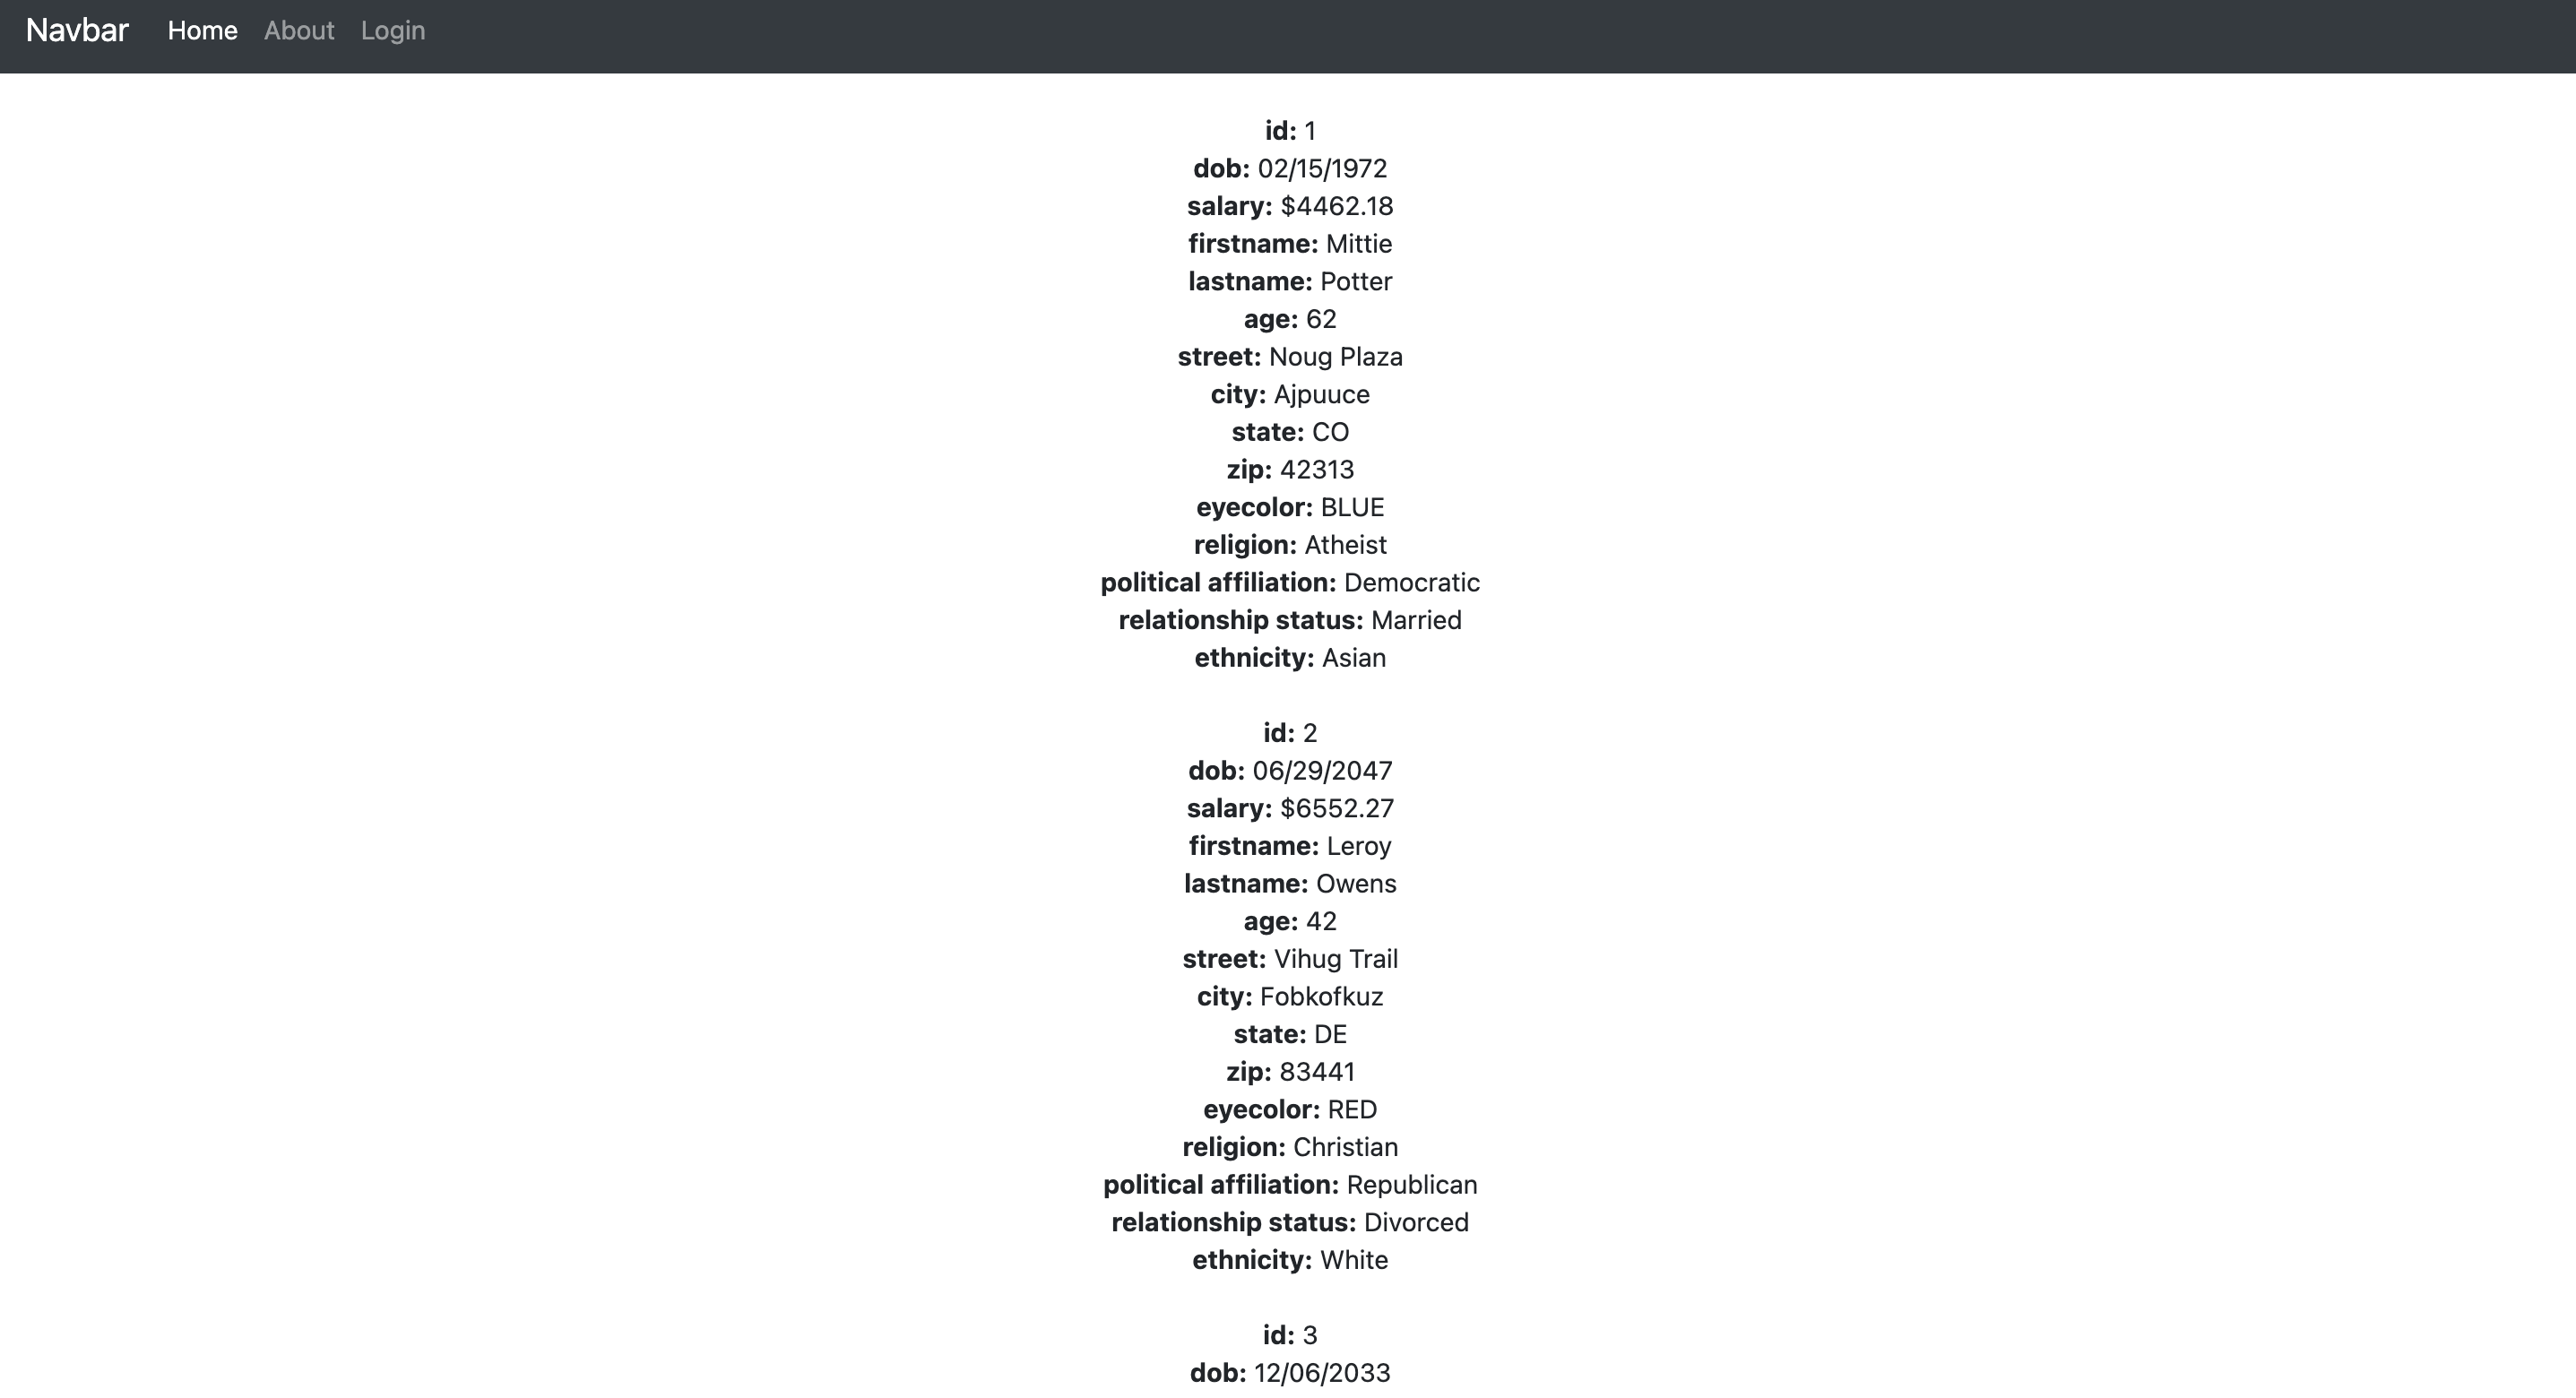 Navbar Home About Login
id: 1
dob: 02/15/1972
salary: $4462.18
firstname: Mittie
lastname: Potter
age: 62
street: Noug Plaza
city: Ajpuuce
state: CO
zip: 42313
eyecolor: BLUE
religion: Atheist
political affiliation: Democratic
relationship status: Married
ethnicity: Asian
id: 2
dob: 06/29/2047
salary: $6552.27
firstname: Leroy
lastname: Owens
age: 42
street: Vihug Trail
city: Fobkofkuz
state: DE
zip: 83441
eyecolor: RED
religion: Christian
political affiliation: Republican
relationship status: Divorced
ethnicity: White
id: 3
dob: 12/06/2033